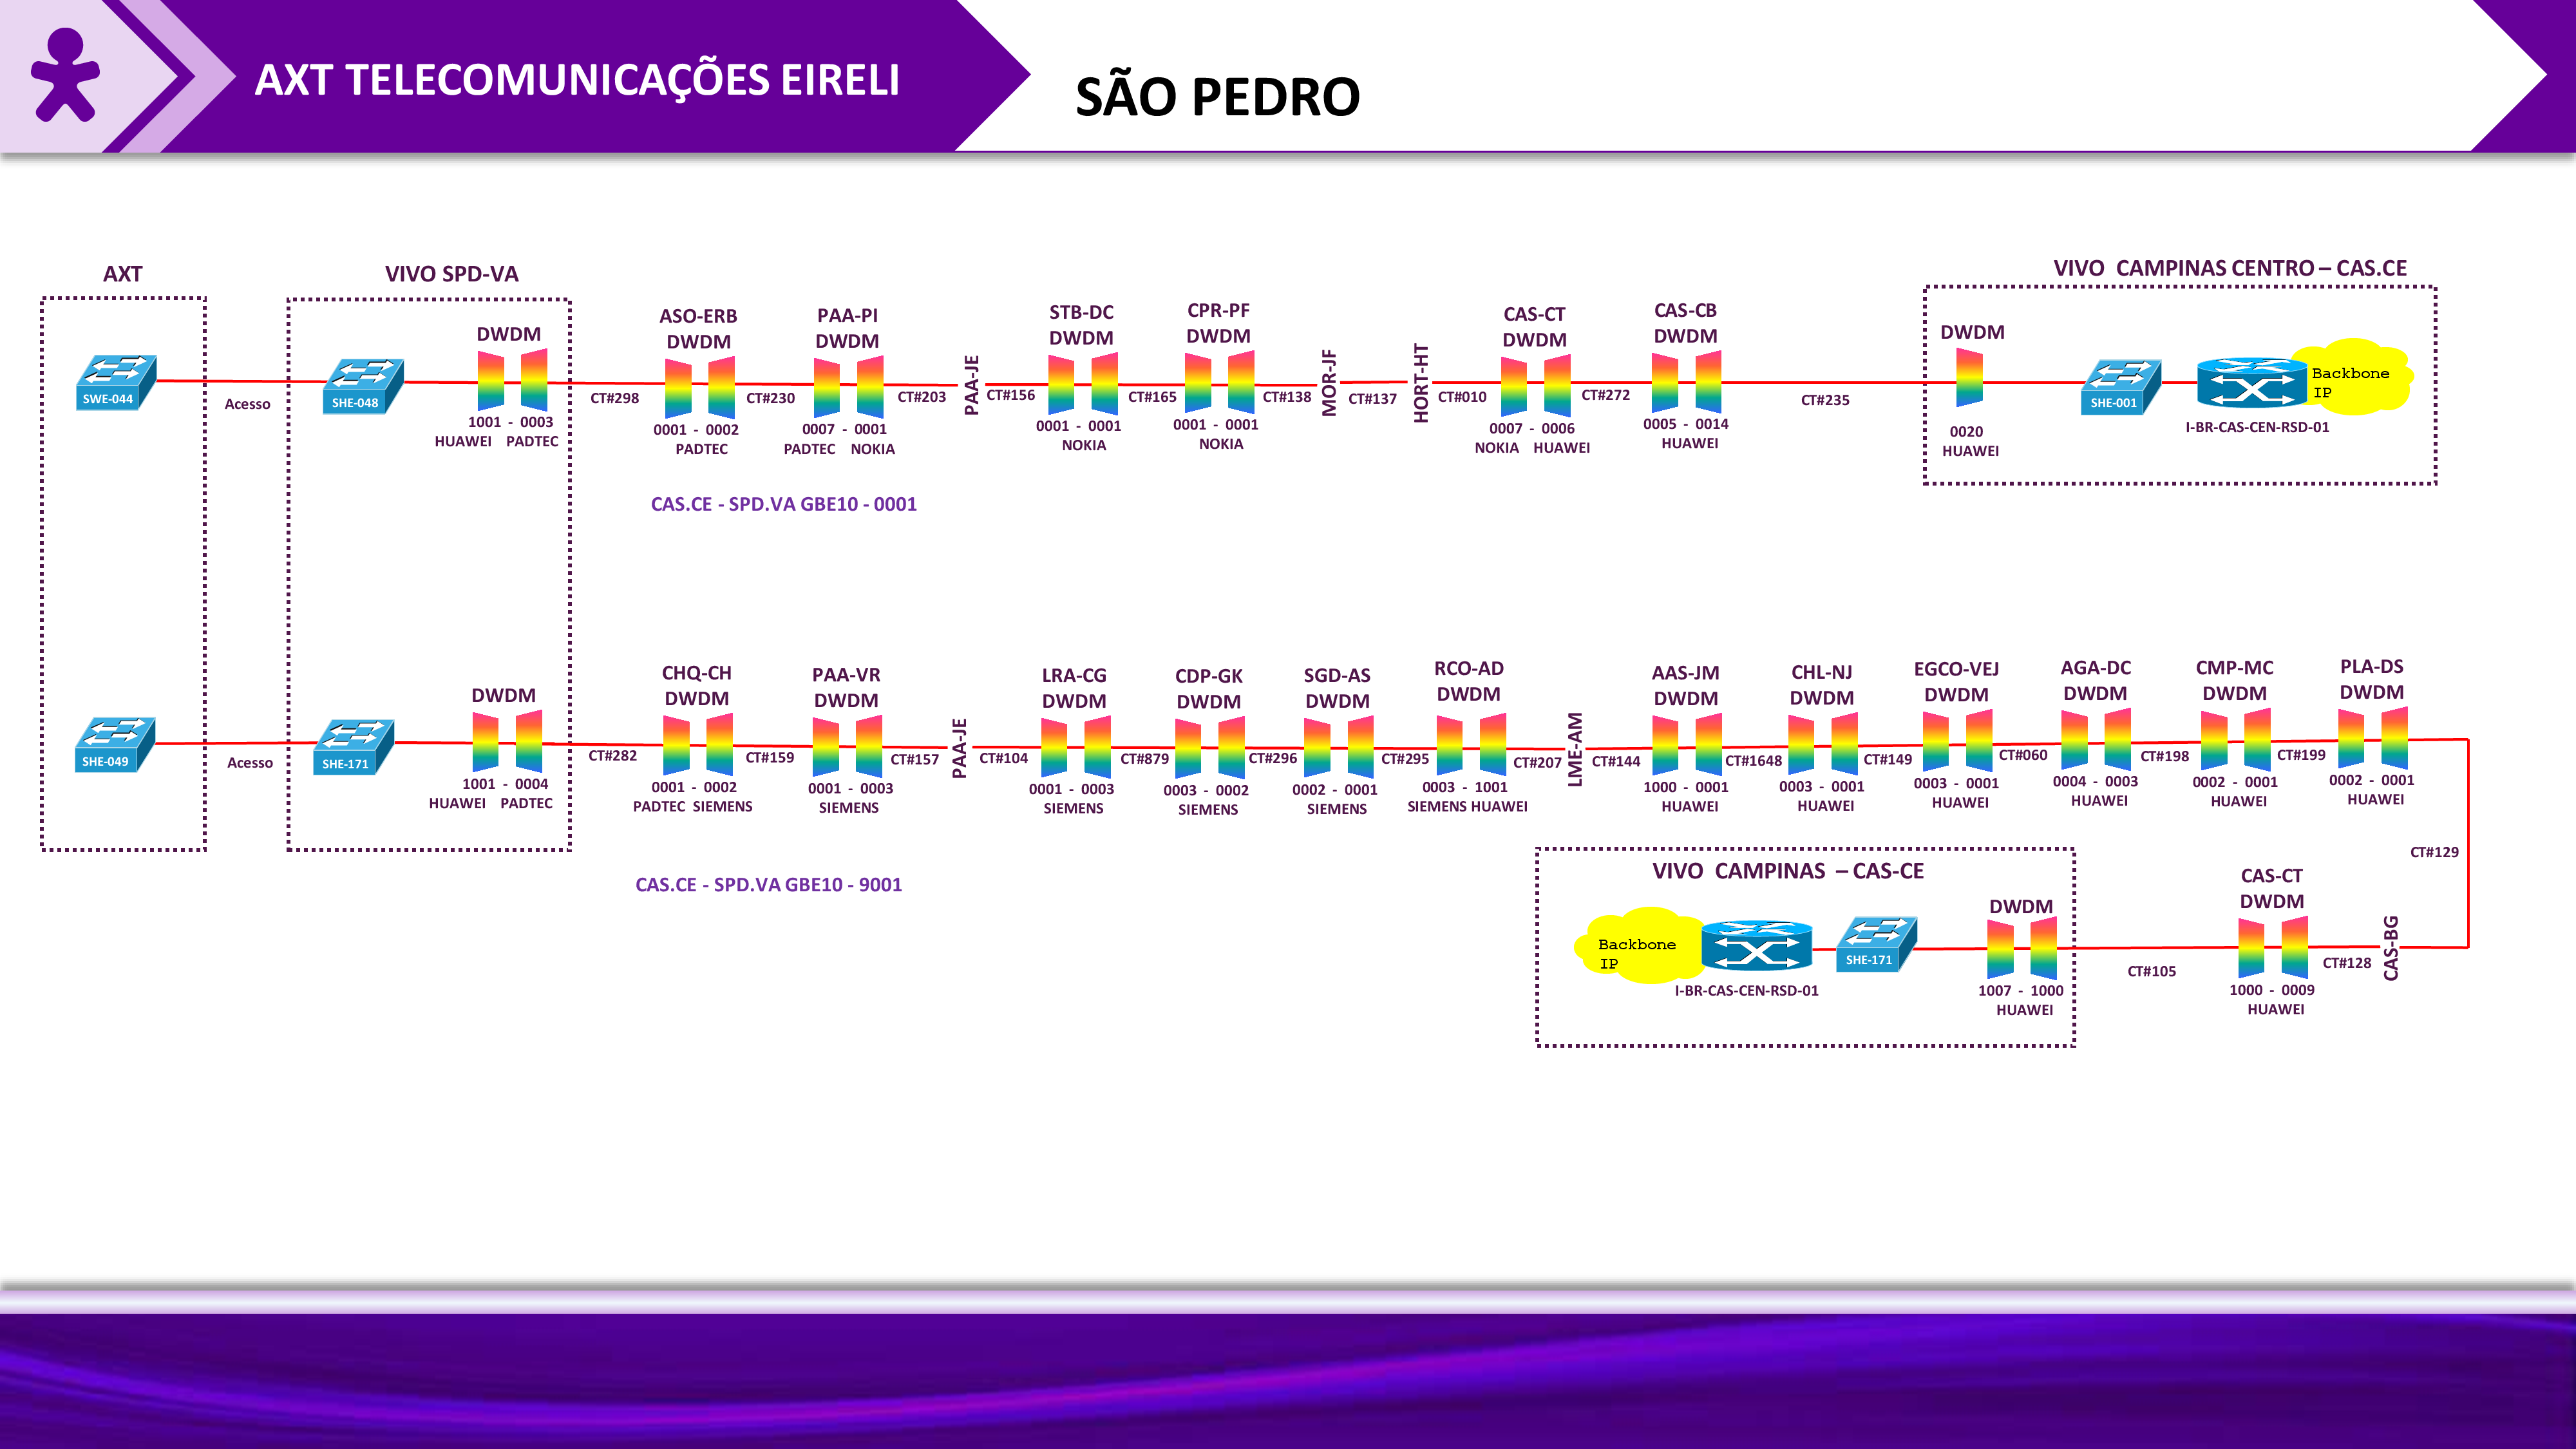 AXT TELECOMUNICAÇÕES EIRELI
SÃO PEDRO
AXT
VIVO SPD-VA
VIVO CAMPINAS CENTRO – CAS.CE
SWE-044
Acesso
SHE-048
DWDM
1001 - 0003
HUAWEI PADTEC
CT#298
ASO-ERB
DWDM
0001 - 0002
PADTEC
CT#230
PAA-PI
DWDM
0007 - 0001
PADTEC NOKIA
CT#203
PAA-JE
CT#156
STB-DC
DWDM
0001 - 0001
NOKIA
CT#165
CPR-PF
DWDM
0001 - 0001
NOKIA
CT#138
MOR-JF
CT#137
HORT-HT
CT#010
CAS-CT
DWDM
0007 - 0006
NOKIA HUAWEI
CT#272
CAS-CB
DWDM
0005 - 0014
HUAWEI
CT#235
DWDM
0020
HUAWEI
SHE-001
Backbone
IP
I-BR-CAS-CEN-RSD-01
CAS.CE - SPD.VA GBE10 - 0001
SHE-049
Acesso
SHE-171
DWDM
1001 - 0004
HUAWEI PADTEC
CT#282
CHQ-CH
DWDM
0001 - 0002
PADTEC SIEMENS
CT#159
PAA-VR
DWDM
0001 - 0003
SIEMENS
CT#157
PAA-JE
CT#104
LRA-CG
DWDM
0001 - 0003
SIEMENS
CT#879
CDP-GK
DWDM
0003 - 0002
SIEMENS
CT#296
SGD-AS
DWDM
0002 - 0001
SIEMENS
CT#295
RCO-AD
DWDM
0003 - 1001
SIEMENS HUAWEI
CT#207
LME-AM
CT#144
AAS-JM
DWDM
1000 - 0001
HUAWEI
CT#1648
CHL-NJ
DWDM
0003 - 0001
HUAWEI
CT#149
EGCO-VEJ
DWDM
0003 - 0001
HUAWEI
CT#060
AGA-DC
DWDM
0004 - 0003
HUAWEI
CT#198
CMP-MC
DWDM
0002 - 0001
HUAWEI
CT#199
PLA-DS
DWDM
0002 - 0001
HUAWEI
CT#129
CAS.CE - SPD.VA GBE10 - 9001
VIVO CAMPINAS – CAS-CE
Backbone
IP
I-BR-CAS-CEN-RSD-01
SHE-171
DWDM
1007 - 1000
HUAWEI
CT#105
CAS-CT
DWDM
1000 - 0009
HUAWEI
CT#128
CAS-BG